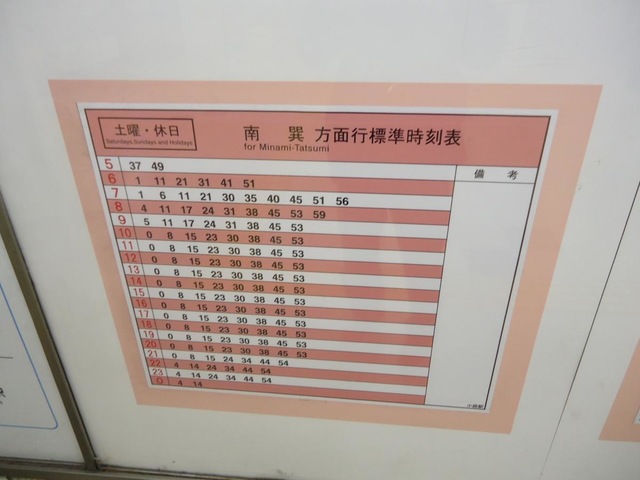 土曜・休日
Saturdays,Sundays and Holidays
南 巽 方面行標準時刻表
for Minami-Tatsumi
備 考
5 37 49
6 1 11 21 31 41 51
7 1 6 11 21 30 35 40 45 51 56
8 4 11 17 24 31 38 45 53 59
9 5 11 17 24 31 38 45 53
10 0 8 15 23 30 38 45 53
11 0 8 15 23 30 38 45 53
12 0 8 15 23 30 38 45 53
13 0 8 15 23 30 38 45 53
14 0 8 15 23 30 38 45 53
15 0 8 15 23 30 38 45 53
16 0 8 15 23 30 38 45 53
17 0 8 15 23 30 38 45 53
18 0 8 15 23 30 38 45 53
19 0 8 15 23 30 38 45 53
20 0 8 15 23 30 38 45 53
21 0 8 15 24 34 44 54
22 4 14 24 34 44 54
23 4 14 24 34 44 54
0 4 14
小路駅